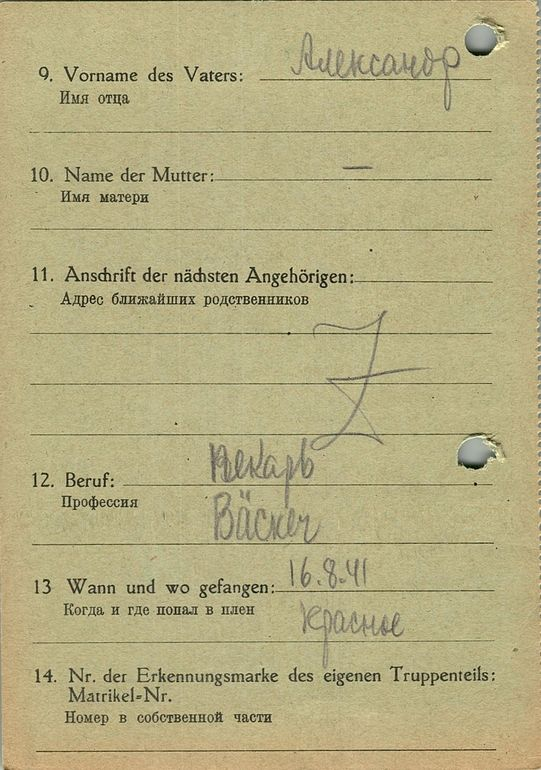 9. Vorname des Vaters: Александр
Имя отца
10. Name der Mutter: —
Имя матери
11. Anschrift der nächsten Angehörigen:
Адрес ближайших родственников
12. Beruf: Пекарь
Профессия
Bäcker
13 Wann und wo gefangen: 16.8.41
Когда и где попал в плен Красное
14. Nr. der Erkennungsmarke des eigenen Truppenteils:
Matrikel-Nr.
Номер в собственной части